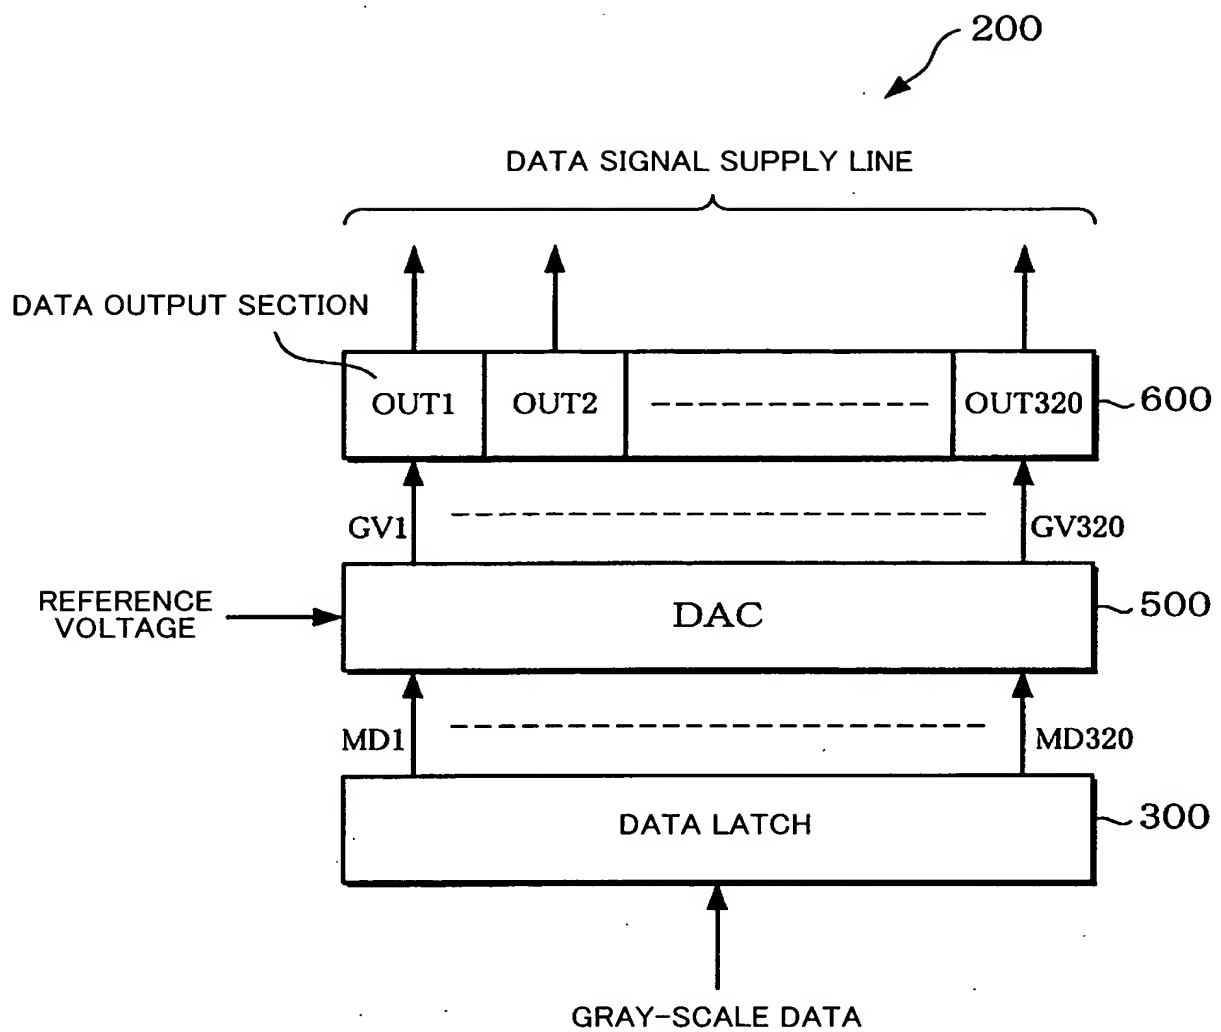 200
DATA SIGNAL SUPPLY LINE
DATA OUTPUT SECTION
OUT1
OUT2
OUT320
600
GV1
GV320
REFERENCE
VOLTAGE
DAC
500
MD1
MD320
DATA LATCH
300
GRAY-SCALE DATA